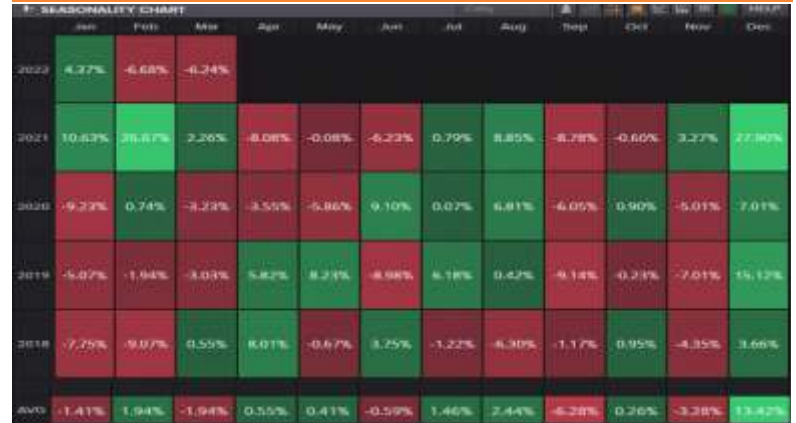 SEASONALITY CHART HELP
Jan Feb Mar Apr May Jun Jul Aug Sep Oct Nov Dec
2022 4.37% -6.68% -6.24%
2021 10.63% 26.67% 2.26% -8.08% -0.08% -6.23% 0.79% 8.85% -8.78% -0.60% 3.27% 27.90%
2020 -9.23% 0.74% -3.23% -3.55% -5.86% 9.10% 0.07% 6.81% -6.05% 0.90% -5.01% 7.01%
2019 -5.07% -1.94% -3.03% 5.82% 8.23% -8.98% 6.18% 0.42% -9.14% -0.23% -7.01% 15.12%
2018 -7.75% -9.07% 0.55% 8.01% -0.67% 3.75% -1.22% -6.30% -1.17% 0.95% -4.35% 3.66%
AVG -1.41% 1.94% -1.94% 0.55% 0.41% -0.59% 1.46% 2.44% -6.28% 0.26% -3.28% 13.42%